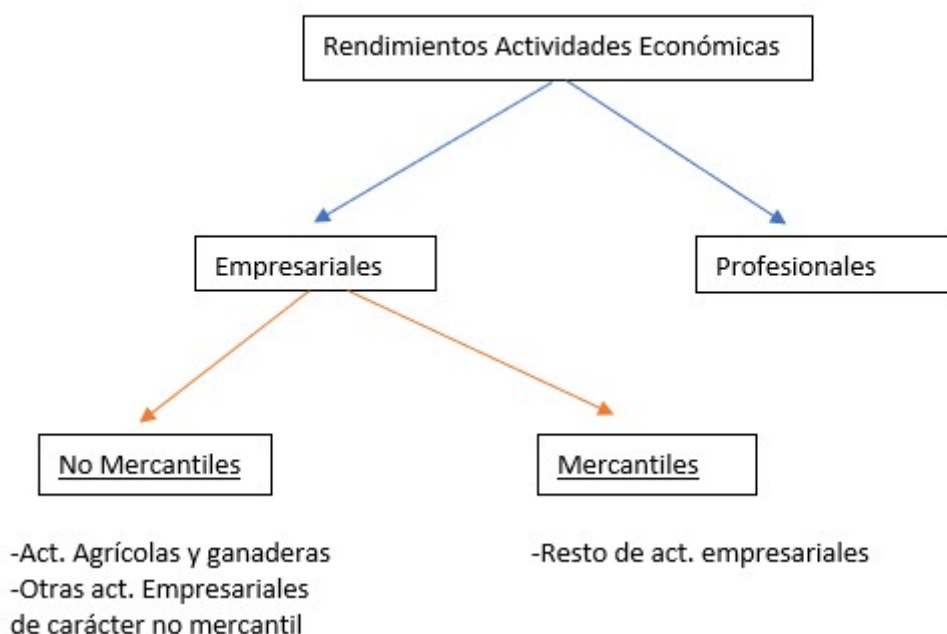 Rendimientos Actividades Económicas
Empresariales
Profesionales
No Mercantiles
Mercantiles
-Act. Agrícolas y ganaderas
-Otras act. Empresariales
de carácter no mercantil
-Resto de act. empresariales